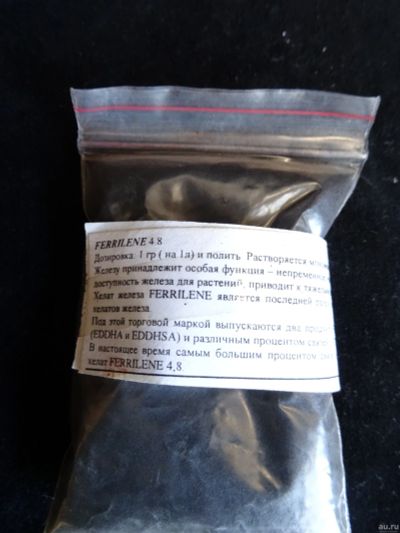 FERRILENE 4.8
Дозировка. 1 гр ( на 1л) и полить. Растворяется
Железу принадлежит особая функция – непременн
доступность железа для растений, приводит к тяжел
Хелат железа FERRILENE является последней
хелатов железа
Под этой торговой маркой выпускаются два
(EDDHA и EDDHSA) и различным процентом
В настоящее время самым большим процентом
хелат FERRILENE 4,8
au.ru